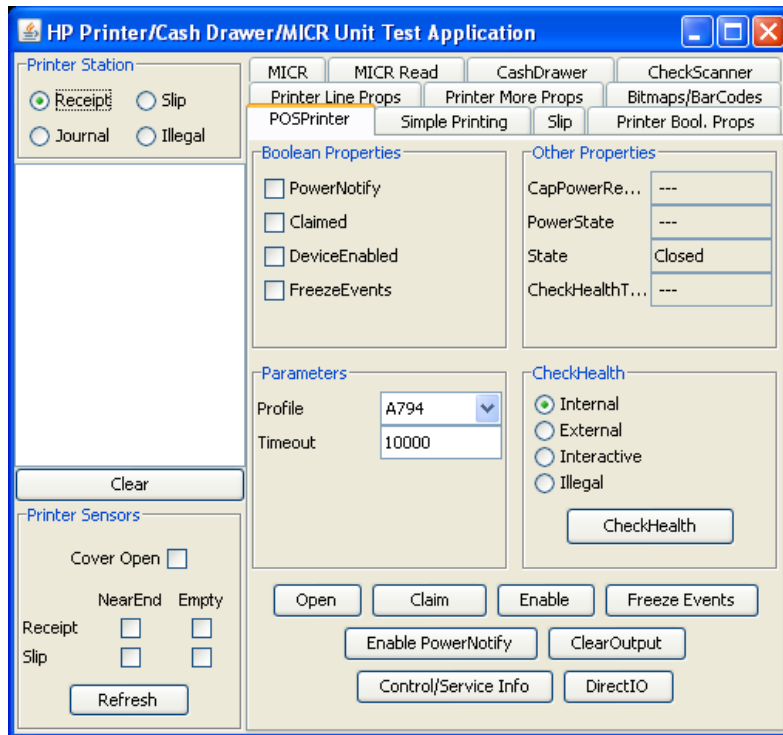 HP Printer/Cash Drawer/MICR Unit Test Application
Printer Station
Receipt Slip
Journal Illegal
MICR MICR Read CashDrawer CheckScanner
Printer Line Props Printer More Props Bitmaps/BarCodes
POSPrinter Simple Printing Slip Printer Bool. Props
Boolean Properties
PowerNotify
Claimed
DeviceEnabled
FreezeEvents
Other Properties
CapPowerRe... ---
PowerState ---
State Closed
CheckHealthT... ---
Parameters
Profile A794
Timeout 10000
CheckHealth
Internal
External
Interactive
Illegal
CheckHealth
Clear
Printer Sensors
Cover Open
NearEnd Empty
Receipt
Slip
Refresh
Open Claim Enable Freeze Events
Enable PowerNotify ClearOutput
Control/Service Info DirectIO